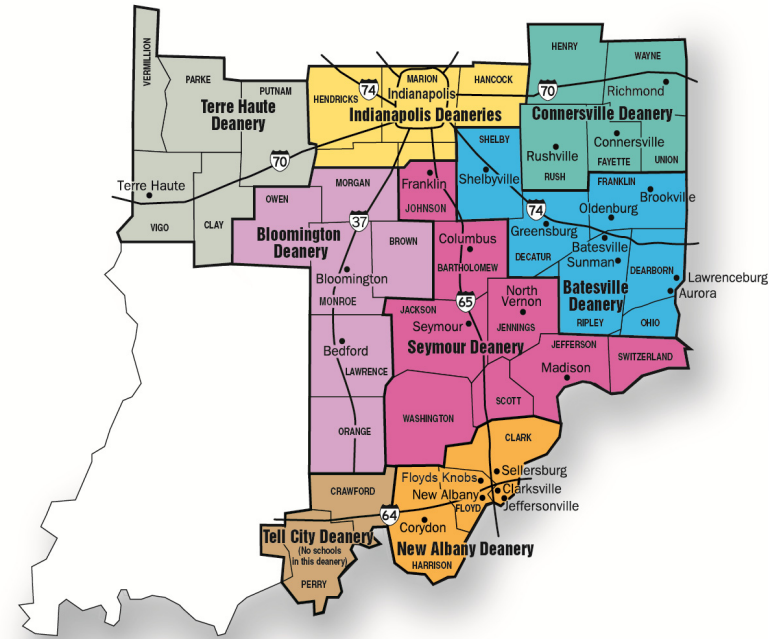 VERMILLION
PARKE
PUTNAM
Terre Haute
Deanery
70
Terre Haute
VIGO
CLAY
74
MARION
HANCOCK
Indianapolis
HENDRICKS
Indianapolis Deaneries
HENRY
WAYNE
70
Richmond
Connersville Deanery
Connersville
Rushville
FAYETTE
UNION
RUSH
SHELBY
Shelbyville
FRANKLIN
Brookville
Oldenburg
74
Greensburg
Batesville
DECATUR
Sunman
DEARBORN
Lawrenceburg
Batesville
Deanery
Aurora
RIPLEY
OHIO
MORGAN
OWEN
37
Bloomington
Deanery
BROWN
Bloomington
MONROE
Bedford
LAWRENCE
ORANGE
Franklin
JOHNSON
Columbus
BARTHOLOMEW
65
North
Vernon
JACKSON
Seymour
JENNINGS
Seymour Deanery
JEFFERSON
SWITZERLAND
Madison
SCOTT
WASHINGTON
CLARK
Sellersburg
Floyds Knobs
Clarksville
New Albany
Jeffersonville
FLOYD
Corydon
New Albany Deanery
HARRISON
CRAWFORD
64
Tell City Deanery
(No schools
in this deanery)
PERRY